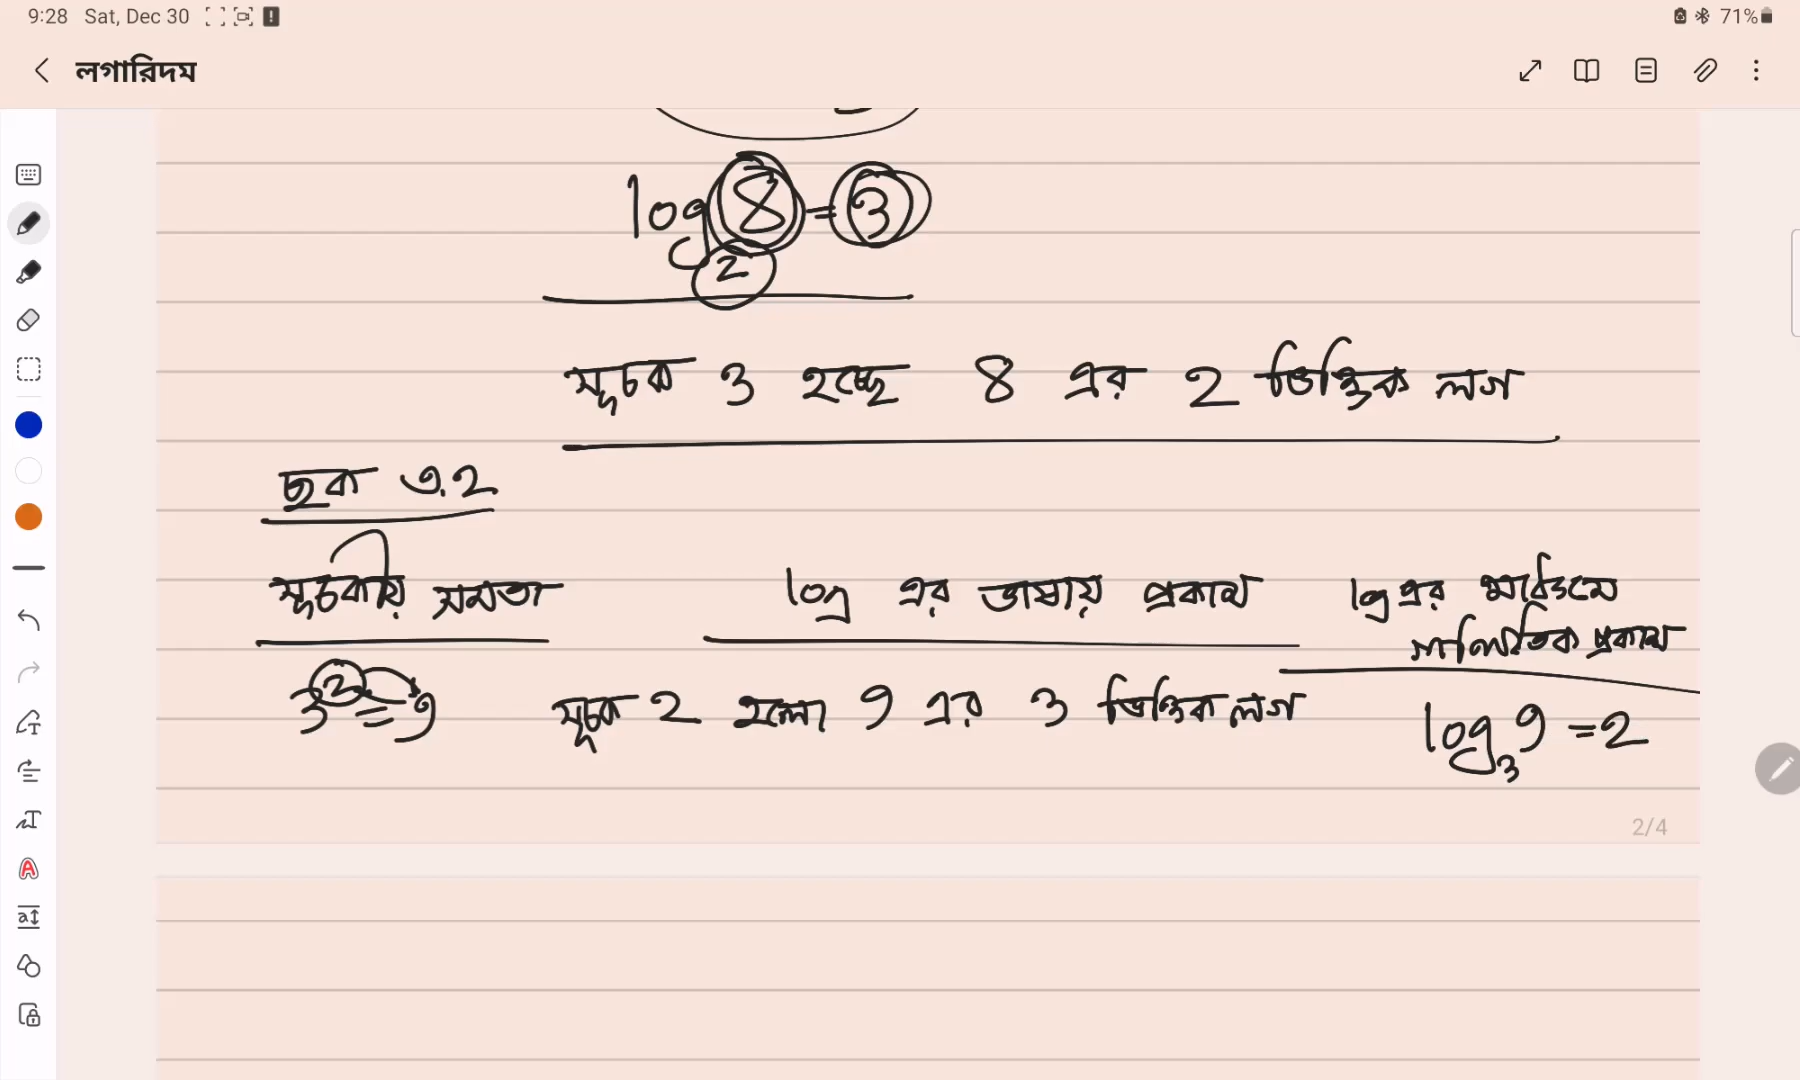 9:28 Sat, Dec 30 71%
লগারিদম
log₂8=3
সূচক 3 হচ্ছে 8 এর 2 ভিত্তিক লগ
ছক ৩.2
সূচকীয় সমতা log এর ভাষায় প্রকাশ log এর মাধ্যমে
গাণিতিক প্রকাশ
3²=9 সূচক 2 হলো 9 এর 3 ভিত্তিক লগ log₃9=2
2/4